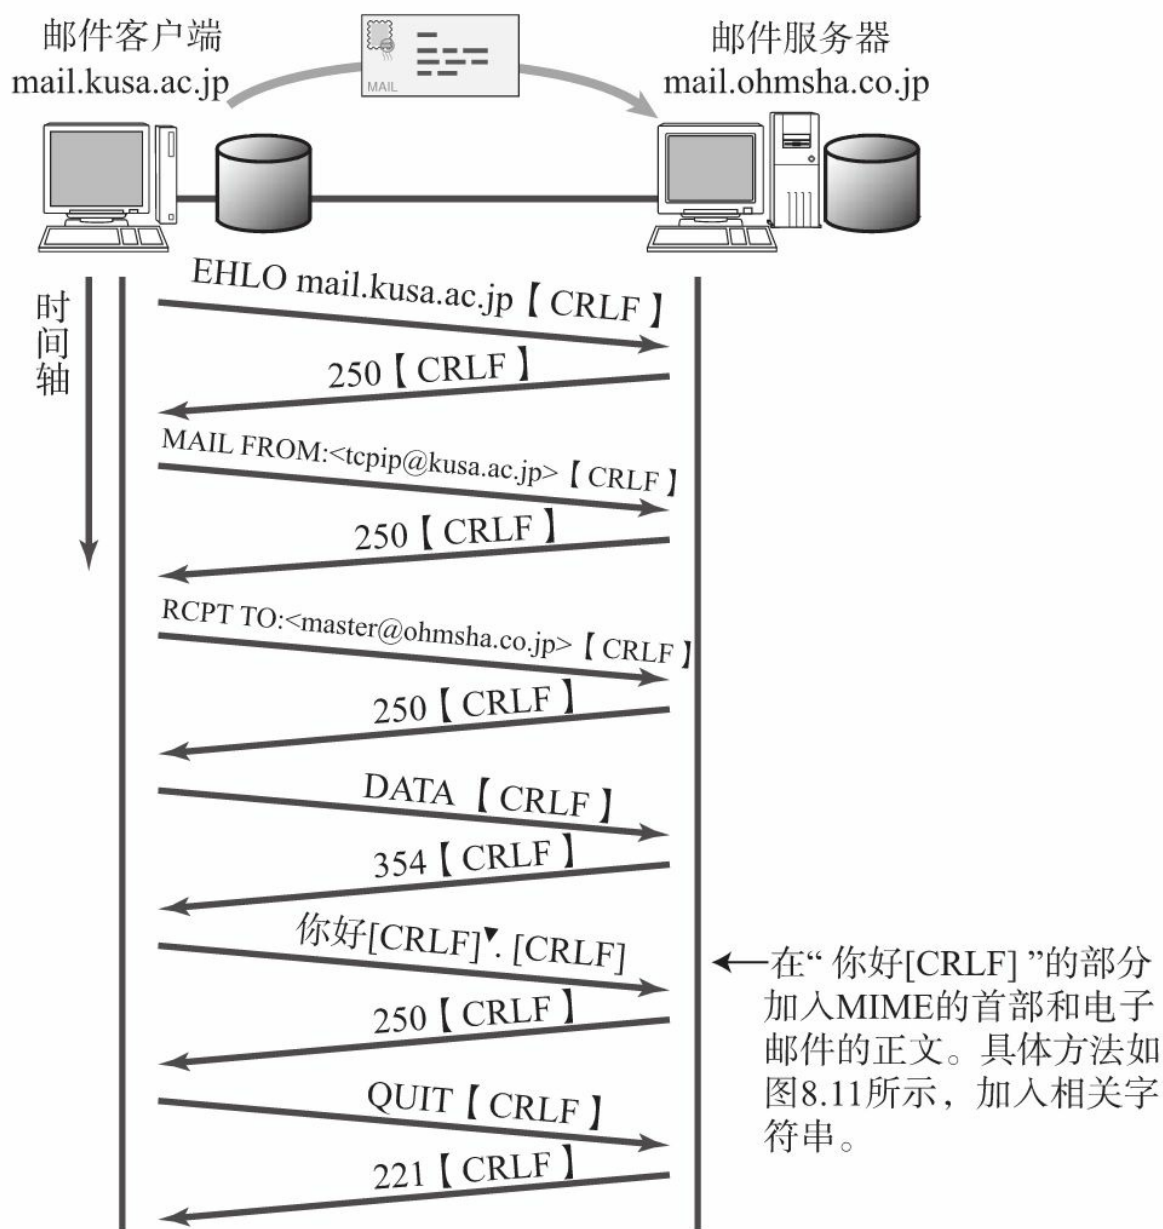 邮件客户端
mail.kusa.ac.jp
MAIL
邮件服务器
mail.ohmsha.co.jp
时间轴
EHLO mail.kusa.ac.jp【CRLF】
250【CRLF】
MAIL FROM:<tcpip@kusa.ac.jp>【CRLF】
250【CRLF】
RCPT TO:<master@ohmsha.co.jp>【CRLF】
250【CRLF】
DATA【CRLF】
354【CRLF】
你好[CRLF]▼. [CRLF]
250【CRLF】
QUIT【CRLF】
221【CRLF】
在“你好[CRLF]”的部分
加入MIME的首部和电子
邮件的正文。具体方法如
图8.11所示，加入相关字
符串。